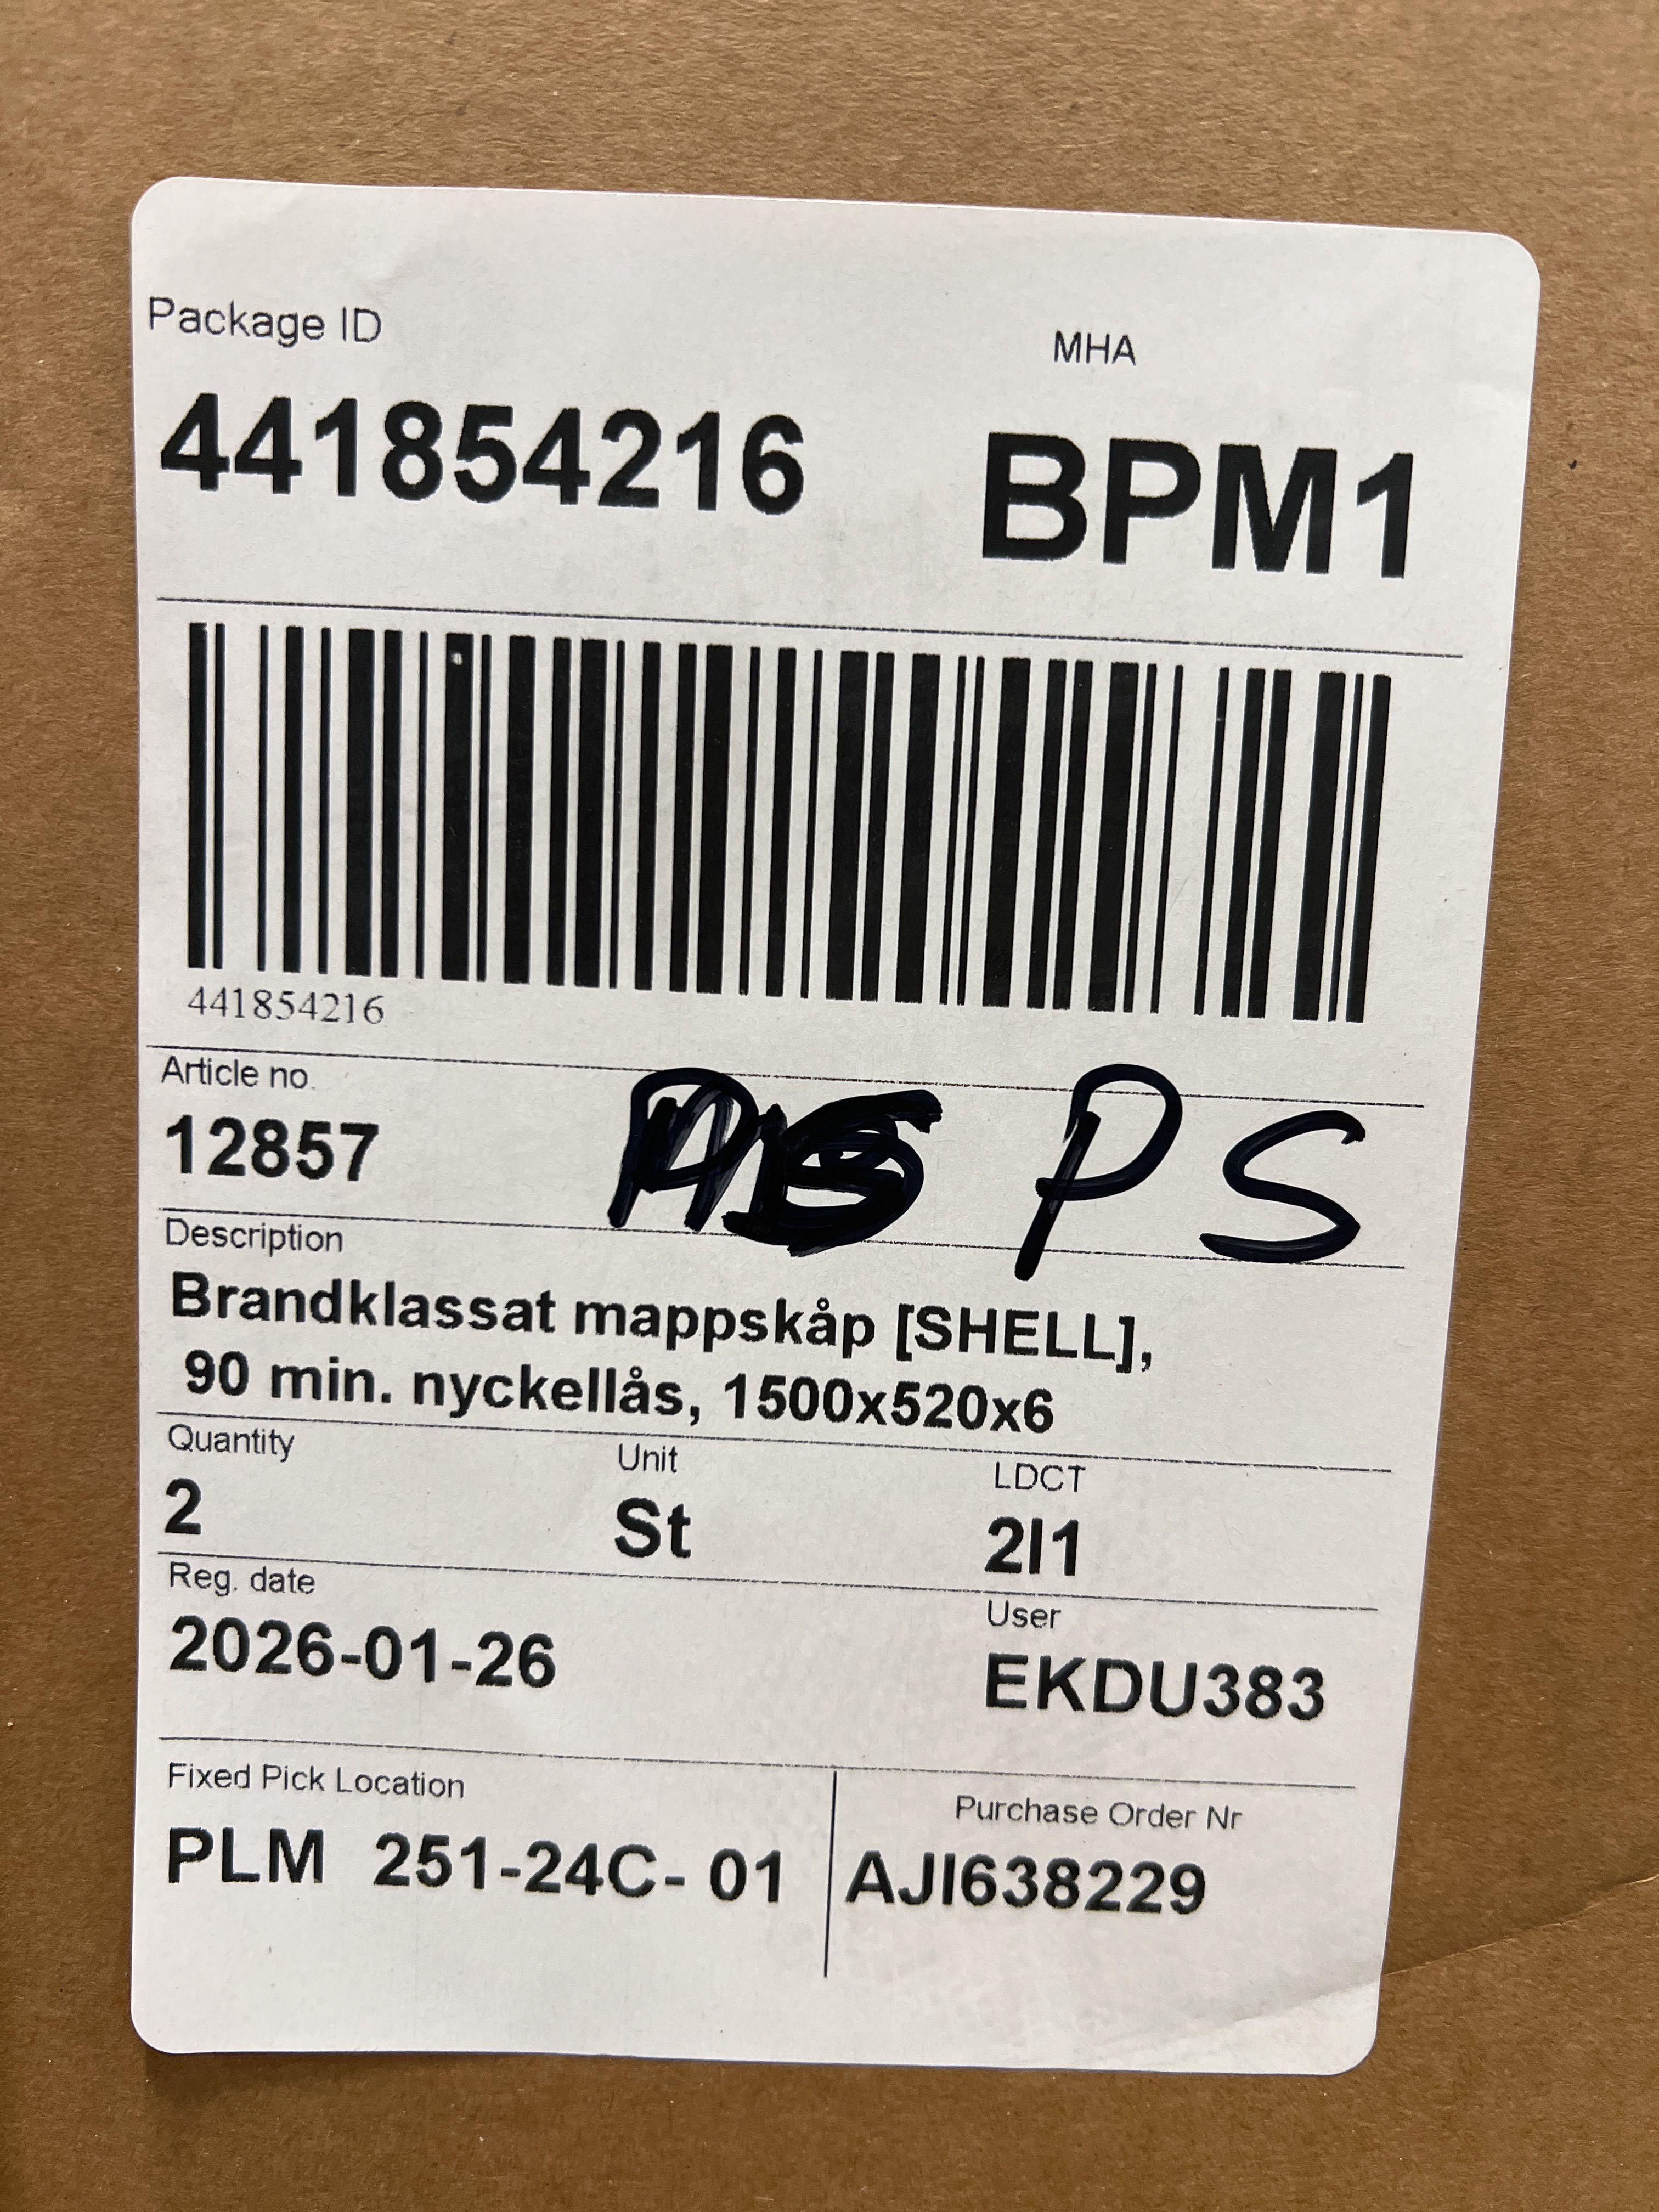 Package ID
MHA
441854216
BPM1
441854216
Article no.
12857
PS
Description
Brandklassat mappskåp [SHELL],
90 min. nyckellås, 1500x520x6
Quantity
Unit
LDCT
2
St
2I1
Reg. date
User
2026-01-26
EKDU383
Fixed Pick Location
Purchase Order Nr
PLM 251-24C- 01
AJI638229